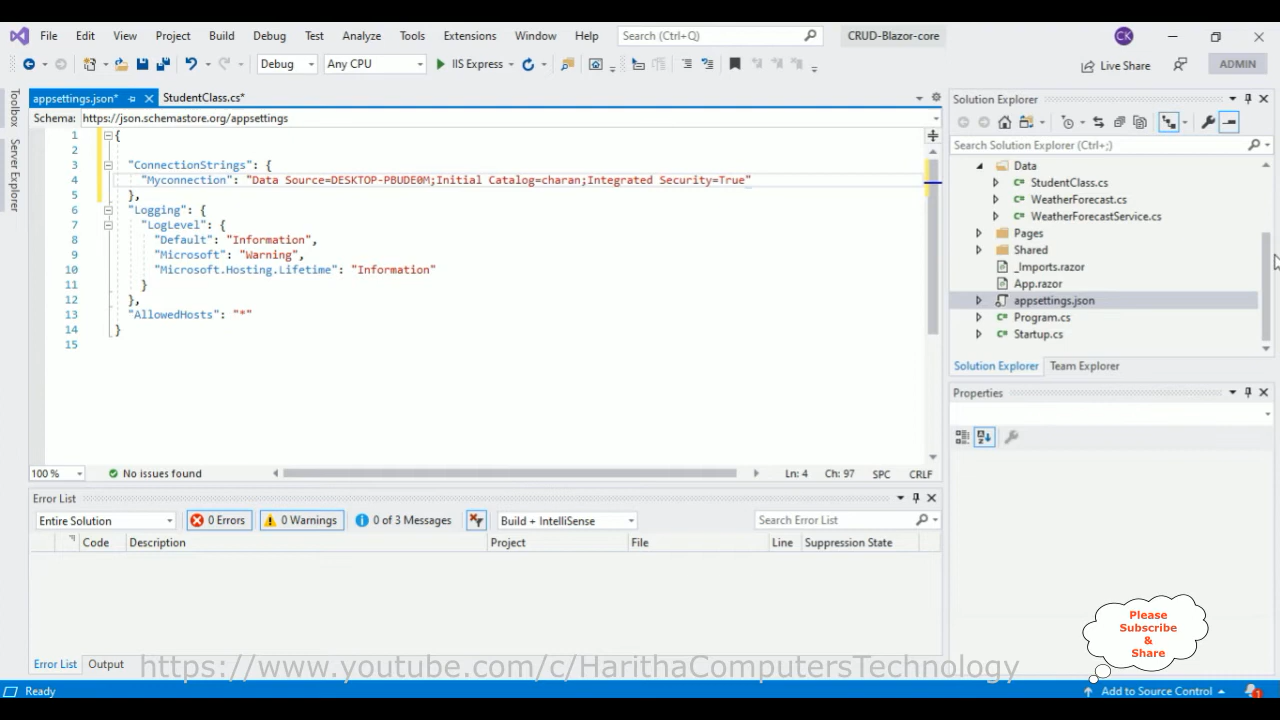 File Edit View Project Build Debug Test Analyze Tools Extensions Window Help Search (Ctrl+Q) CRUD-Blazor-core CK
Debug Any CPU IIS Express Live Share ADMIN
appsettings.json* StudentClass.cs*
Schema: https://json.schemastore.org/appsettings
1 {
2
3 "ConnectionStrings": {
4 "Myconnection": "Data Source=DESKTOP-PBUDE0M;Initial Catalog=charan;Integrated Security=True"
5 },
6 "Logging": {
7 "LogLevel": {
8 "Default": "Information",
9 "Microsoft": "Warning",
10 "Microsoft.Hosting.Lifetime": "Information"
11 }
12 },
13 "AllowedHosts": "*"
14 }
15
100 % No issues found Ln: 4 Ch: 97 SPC CRLF
Toolbox
Server Explorer
Solution Explorer
Search Solution Explorer (Ctrl+;)
Data
StudentClass.cs
WeatherForecast.cs
WeatherForecastService.cs
Pages
Shared
_Imports.razor
App.razor
appsettings.json
Program.cs
Startup.cs
Solution Explorer Team Explorer
Properties
Error List
Entire Solution 0 Errors 0 Warnings 0 of 3 Messages Build + IntelliSense Search Error List
Code Description Project File Line Suppression State
Error List Output
https://www.youtube.com/c/HarithaComputersTechnology
Please
Subscribe
&
Share
Ready Add to Source Control 1